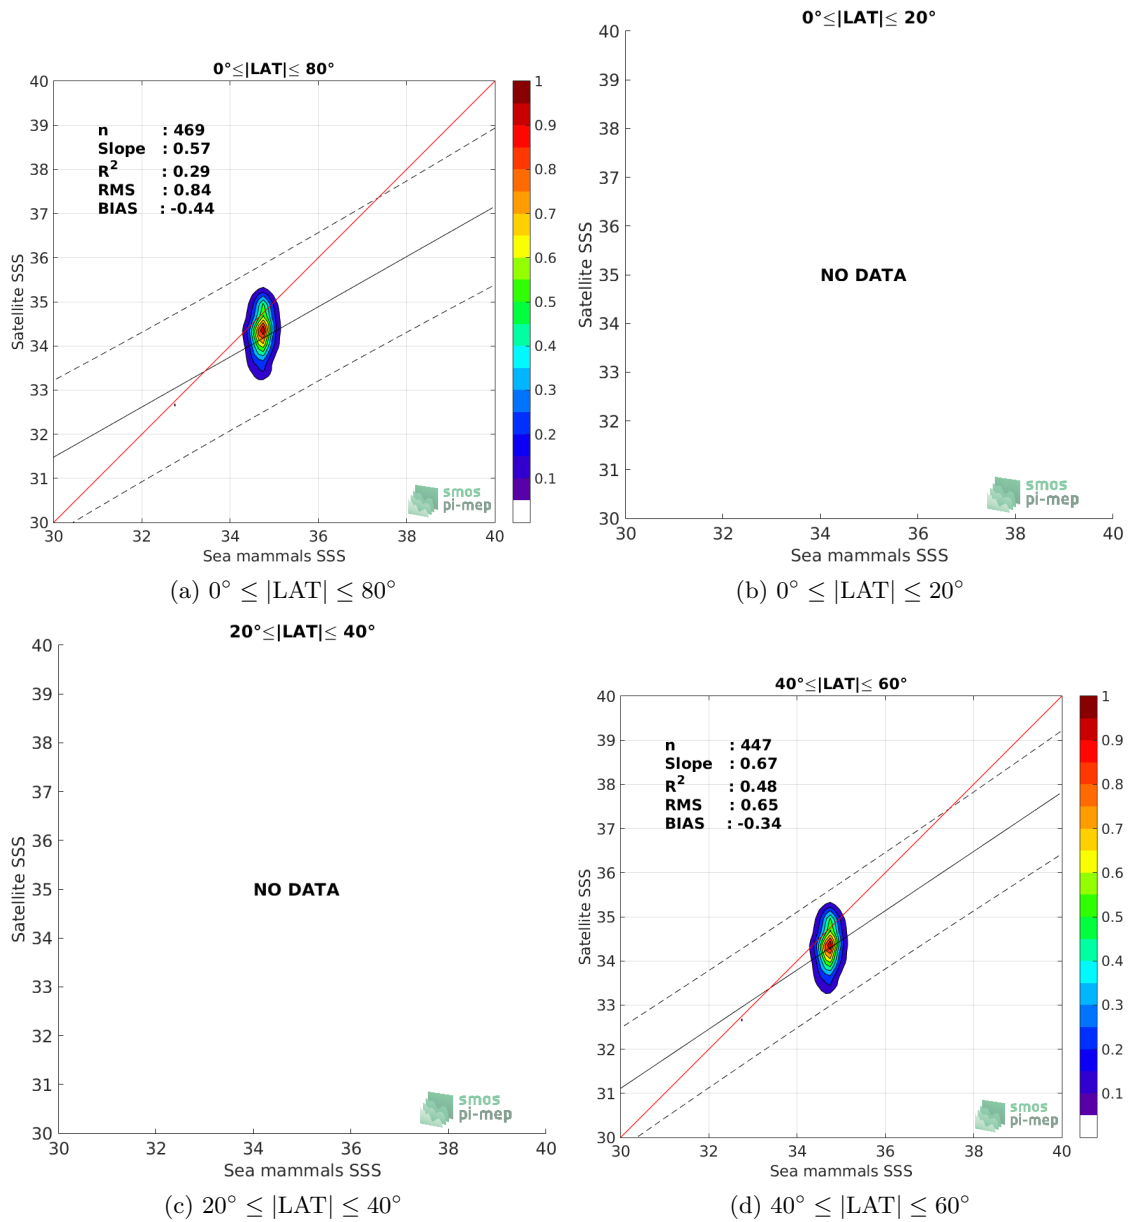 0°≤|LAT|≤ 80°
40
39
38
37
36
35
34
33
32
31
30
n : 469
Slope : 0.57
R2 : 0.29
RMS : 0.84
BIAS : -0.44
Satellite SSS
30 32 34 36 38 40
Sea mammals SSS
smos
pi-mep
1
0.9
0.8
0.7
0.6
0.5
0.4
0.3
0.2
0.1
(a) 0° ≤ |LAT| ≤ 80°
0°≤|LAT|≤ 20°
40
39
38
37
36
35
34
33
32
31
30
NO DATA
Satellite SSS
30 32 34 36 38 40
Sea mammals SSS
smos
pi-mep
(b) 0° ≤ |LAT| ≤ 20°
20°≤|LAT|≤ 40°
40
39
38
37
36
35
34
33
32
31
30
NO DATA
Satellite SSS
30 32 34 36 38 40
Sea mammals SSS
smos
pi-mep
(c) 20° ≤ |LAT| ≤ 40°
40°≤|LAT|≤ 60°
40
39
38
37
36
35
34
33
32
31
30
n : 447
Slope : 0.67
R2 : 0.48
RMS : 0.65
BIAS : -0.34
Satellite SSS
30 32 34 36 38 40
Sea mammals SSS
smos
pi-mep
1
0.9
0.8
0.7
0.6
0.5
0.4
0.3
0.2
0.1
(d) 40° ≤ |LAT| ≤ 60°